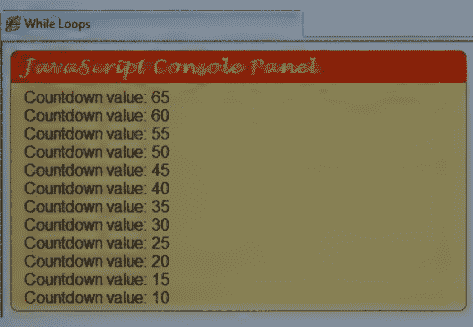 While Loops
JavaScript Console Panel
Countdown value: 65
Countdown value: 60
Countdown value: 55
Countdown value: 50
Countdown value: 45
Countdown value: 40
Countdown value: 35
Countdown value: 30
Countdown value: 25
Countdown value: 20
Countdown value: 15
Countdown value: 10